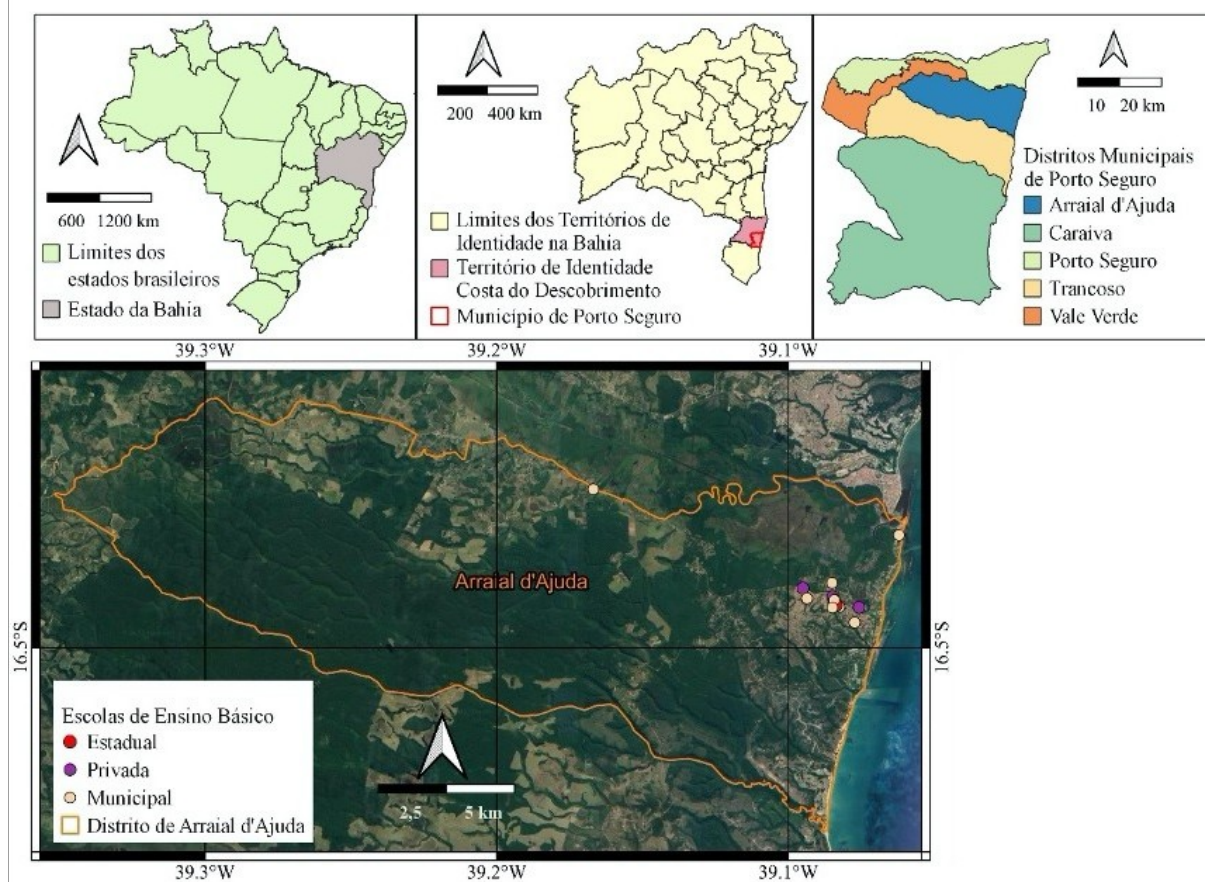 600 1200 km
Limites dos
estados brasileiros
Estado da Bahia
200 400 km
Limites dos Territórios de
Identidade na Bahia
Território de Identidade
Costa do Descobrimento
Município de Porto Seguro
10 20 km
Distritos Municipais
de Porto Seguro
Arraial d'Ajuda
Caraiva
Porto Seguro
Trancoso
Vale Verde
39.3°W 39.2°W 39.1°W
Arraial d'Ajuda
16.5°S 16.5°S
Escolas de Ensino Básico
Estadual
Privada
Municipal
Distrito de Arraial d'Ajuda
2,5 5 km
39.3°W 39.2°W 39.1°W